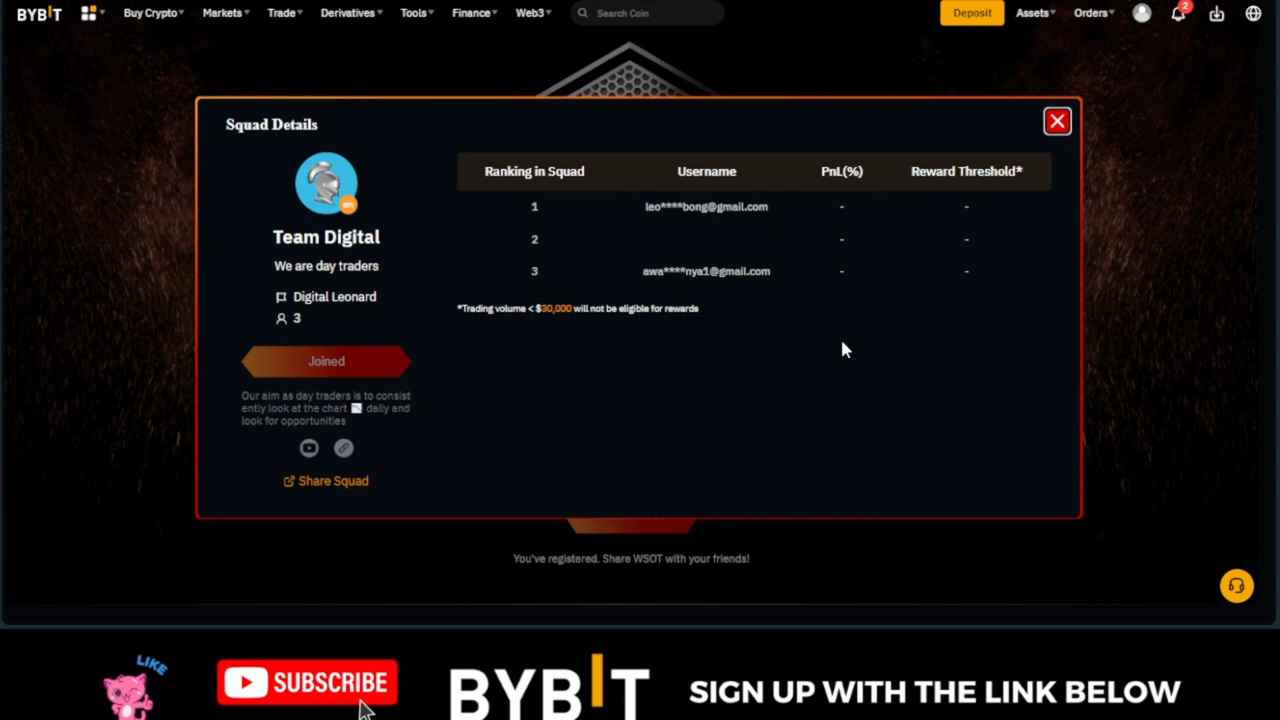 BYBIT
Buy Crypto
Markets
Trade
Derivatives
Tools
Finance
Web3
Search Coin
Deposit
Assets
Orders
2
Squad Details
Team Digital
We are day traders
Digital Leonard
3
Joined
Our aim as day traders is to consist
ently look at the chart 📉 daily and
look for opportunities
Share Squad
Ranking in Squad Username PnL(%) Reward Threshold*
1 leo****bong@gmail.com - -
2 - -
3 awa****nya1@gmail.com - -
*Trading volume < $30,000 will not be eligible for rewards
You've registered. Share WSOT with your friends!
LIKE
SUBSCRIBE
BYBIT
SIGN UP WITH THE LINK BELOW